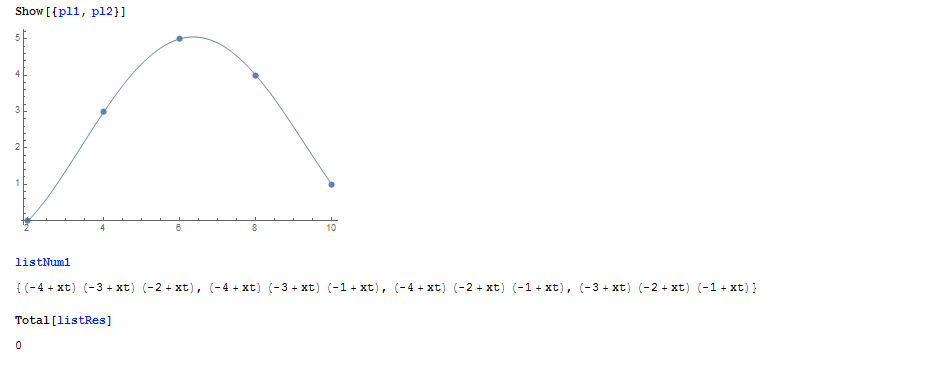 Show[{pl1, pl2}]
5
4
3
2
1
2 4 6 8 10
listNum1
{(-4 + xt) (-3 + xt) (-2 + xt), (-4 + xt) (-3 + xt) (-1 + xt), (-4 + xt) (-2 + xt) (-1 + xt), (-3 + xt) (-2 + xt) (-1 + xt)}
Total[listRes]
0